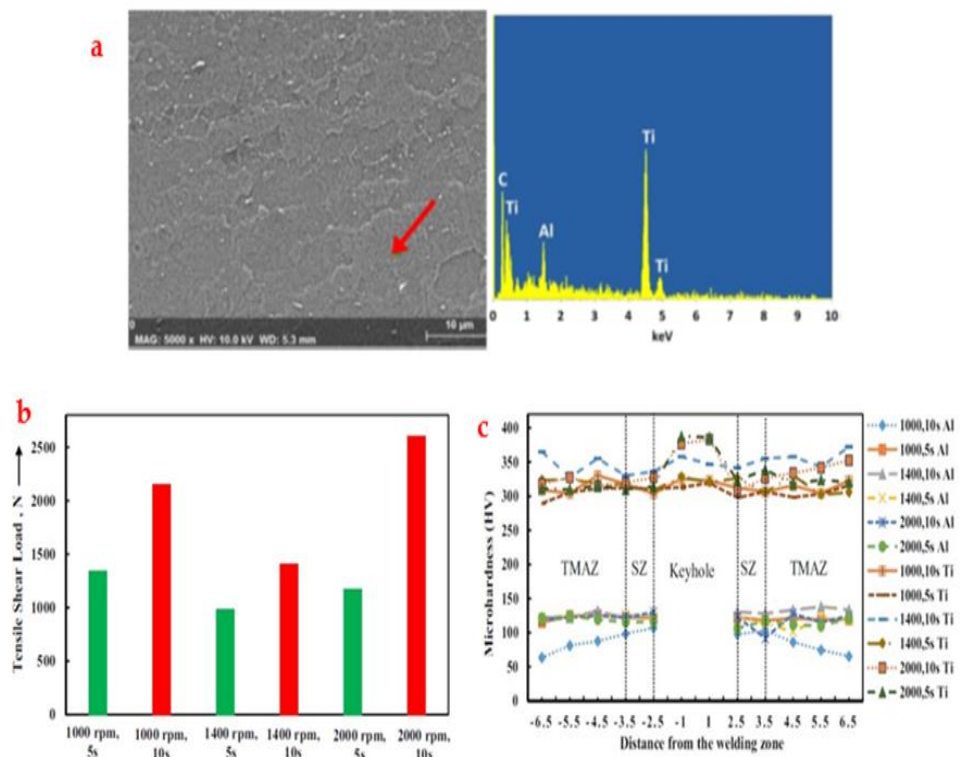 a
C
Ti
Al
Ti
Ti
0
10 µm
MAG: 5000 x HV: 10.0 kV WD: 5.3 mm
0 1 2 3 4 5 6 7 8 9 10
keV
b
Tensile Shear Load , N
2500
2000
1500
1000
500
0
1000 rpm, 5s
1000 rpm, 10s
1400 rpm, 5s
1400 rpm, 10s
2000 rpm, 5s
2000 rpm, 10s
c
Microhardness (HV)
400
350
300
250
200
150
100
50
0
TMAZ SZ Keyhole SZ TMAZ
-6.5 -5.5 -4.5 -3.5 -2.5 -1 1 2.5 3.5 4.5 5.5 6.5
Distance from the welding zone
1000,10s Al
1000,5s Al
1400,10s Al
1400,5s Al
2000,10s Al
2000,5s Al
1000,10s Ti
1000,5s Ti
1400,10s Ti
1400,5s Ti
2000,10s Ti
2000,5s Ti